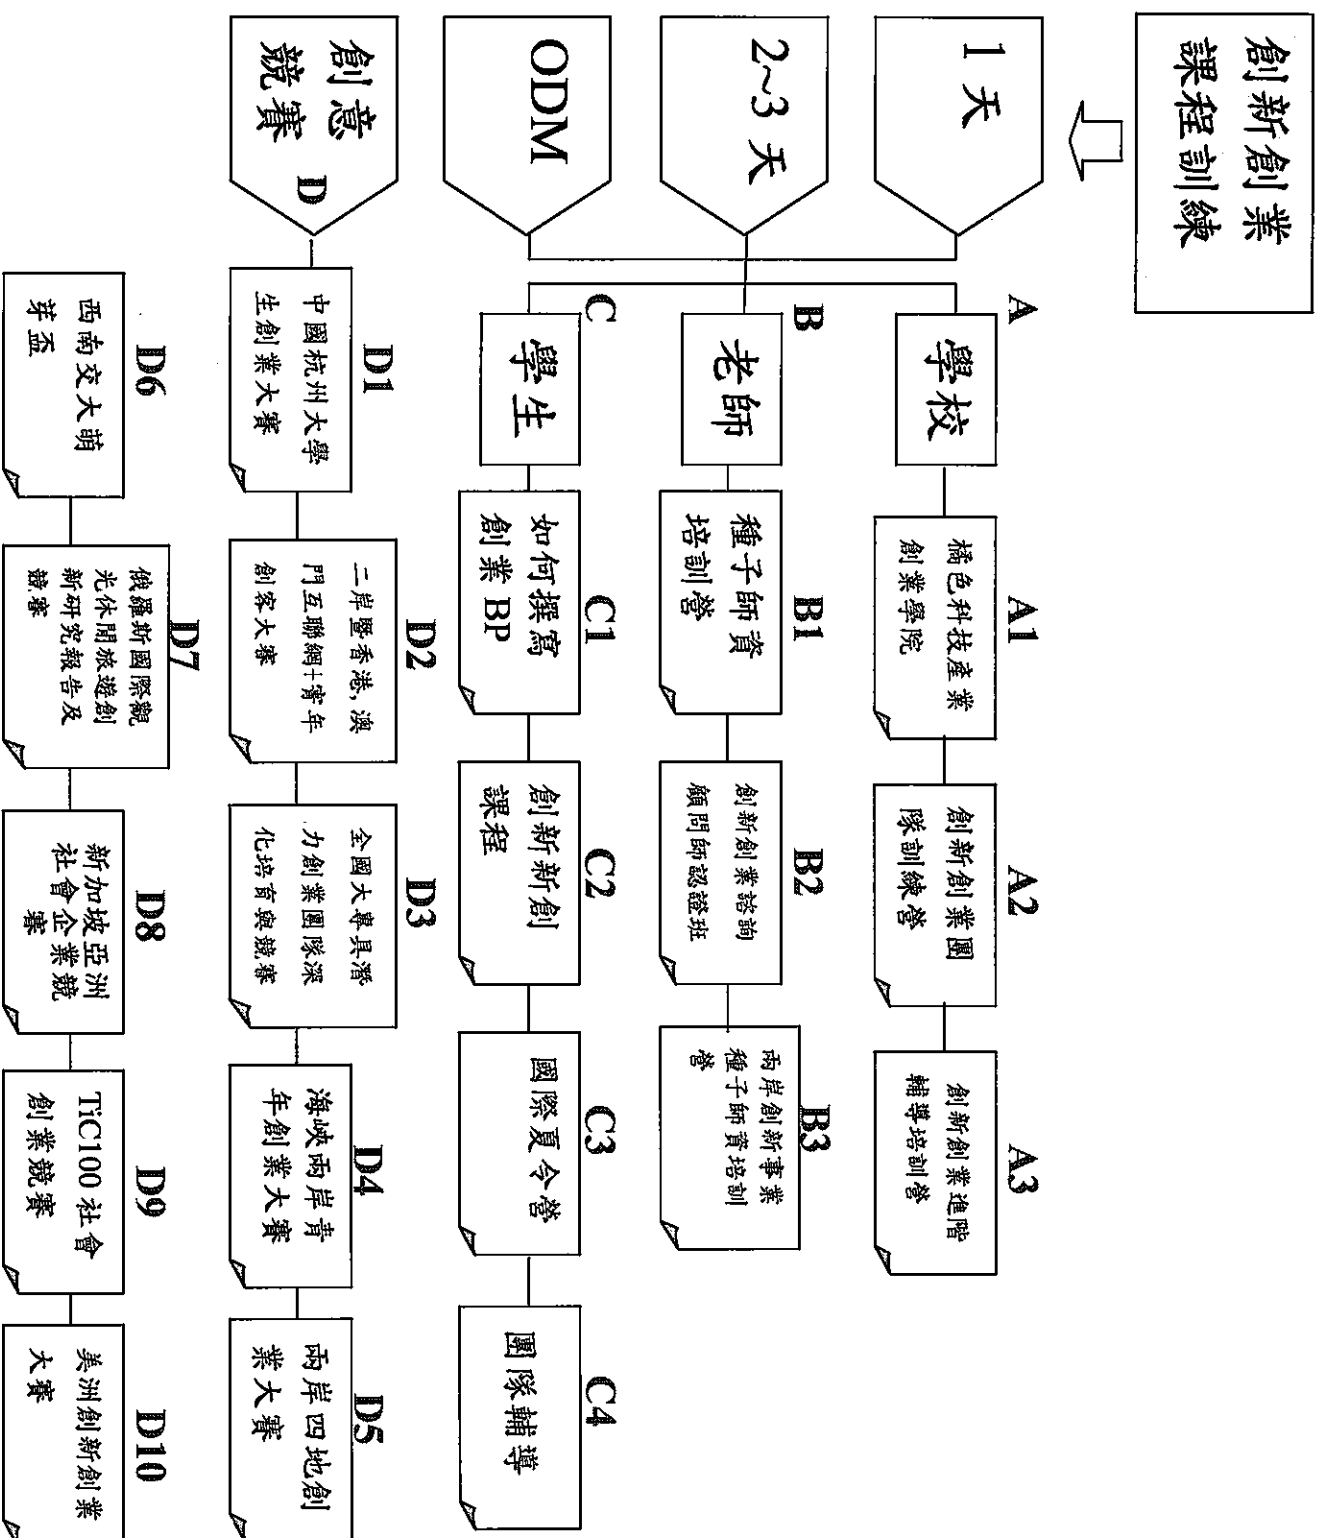 創新創業
課程訓練
1 天
2~3 天
ODM
創意
競賽
D
A
學校
A1
橘色科技產業
創業學院
A2
創新創業團
隊訓練營
A3
創新創業進階
輔導培訓營
B
老師
B1
種子師資
培訓營
B2
創新創業諮詢
顧問師認證班
B3
兩岸創新事業
種子師資培訓
營
C
學生
C1
如何撰寫
創業 BP
C2
創新新創
課程
C3
國際夏令營
C4
團隊輔導
D1
中國杭州大學
生創業大賽
D2
二岸暨香港,澳
門互聯網+青年
創客大賽
D3
全國大專具潛
力創業團隊深
化培育與競賽
D4
海峽兩岸青
年創業大賽
D5
兩岸四地創
業大賽
D6
西南交大萌
芽盃
D7
俄羅斯國際觀
光休閒旅遊創
新研究報告及
競賽
D8
新加坡亞洲
社會企業競
賽
D9
TiC100 社會
創業競賽
D10
美洲創新創業
大賽